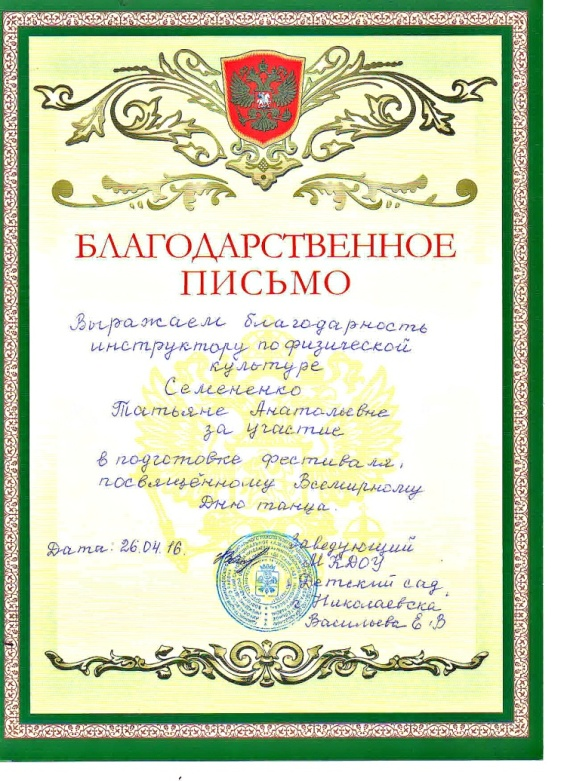 БЛАГОДАРСТВЕННОЕ
ПИСЬМО
Выражаем благодарность
инструктору по физической
культуре
Семененко
Татьяне Анатольевне
за участие
в подготовке фестиваля,
посвящённому Всемирному
Дню танца.
Дата: 26.04.16.
Заведующий
МКДОУ
Детский сад
г. Николаевска
Васильева Е.В